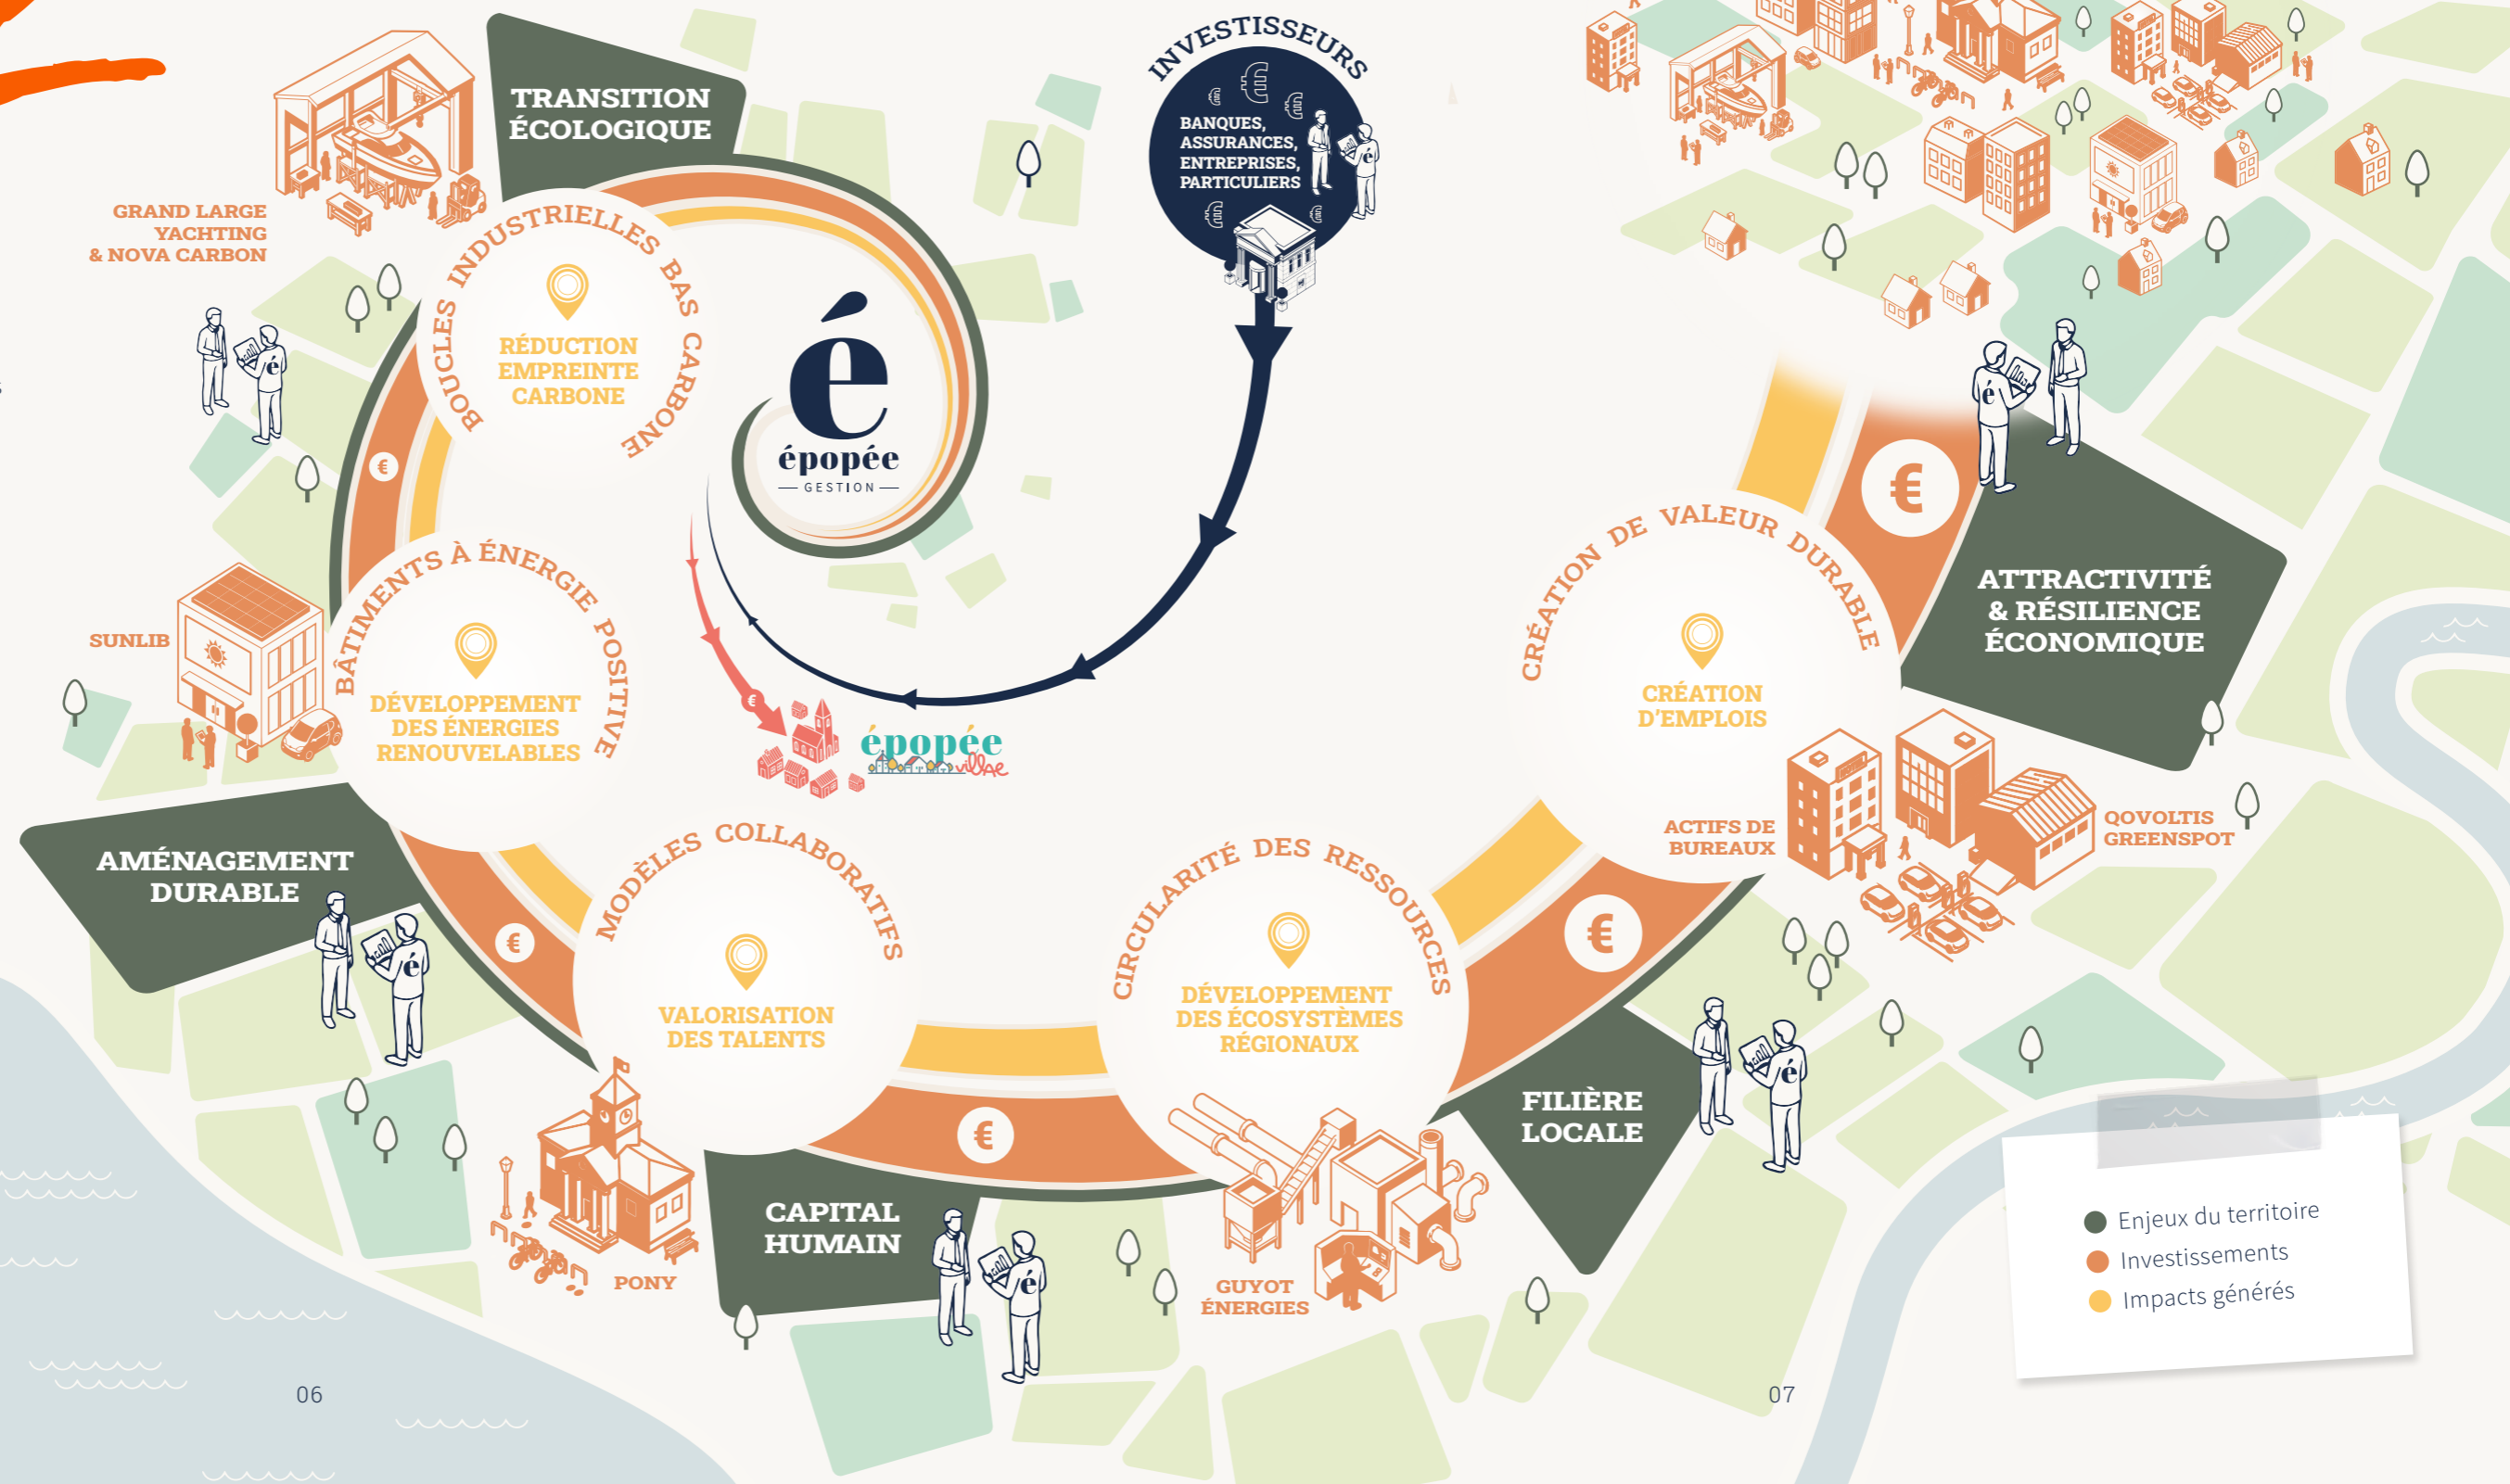 INVESTISSEURS
BANQUES,
ASSURANCES,
ENTREPRISES,
PARTICULIERS
é
é
épopée
GESTION
TRANSITION
ÉCOLOGIQUE
GRAND LARGE
YACHTING
& NOVA CARBON
BOUCLES INDUSTRIELLES BAS CARBONE
RÉDUCTION
EMPREINTE
CARBONE
é
€
SUNLIB
BÂTIMENTS À ÉNERGIE POSITIVE
DÉVELOPPEMENT
DES ÉNERGIES
RENOUVELABLES
€
épopée
villAe
AMÉNAGEMENT
DURABLE
é
€
MODÈLES COLLABORATIFS
VALORISATION
DES TALENTS
PONY
CAPITAL
HUMAIN
é
€
CIRCULARITÉ DES RESSOURCES
DÉVELOPPEMENT
DES ÉCOSYSTÈMES
RÉGIONAUX
GUYOT
ÉNERGIES
FILIÈRE
LOCALE
é
€
CRÉATION DE VALEUR DURABLE
CRÉATION
D'EMPLOIS
ACTIFS DE
BUREAUX
QOVOLTIS
GREENSPOT
€
é
ATTRACTIVITÉ
& RÉSILIENCE
ÉCONOMIQUE
Enjeux du territoire
Investissements
Impacts générés
06
07